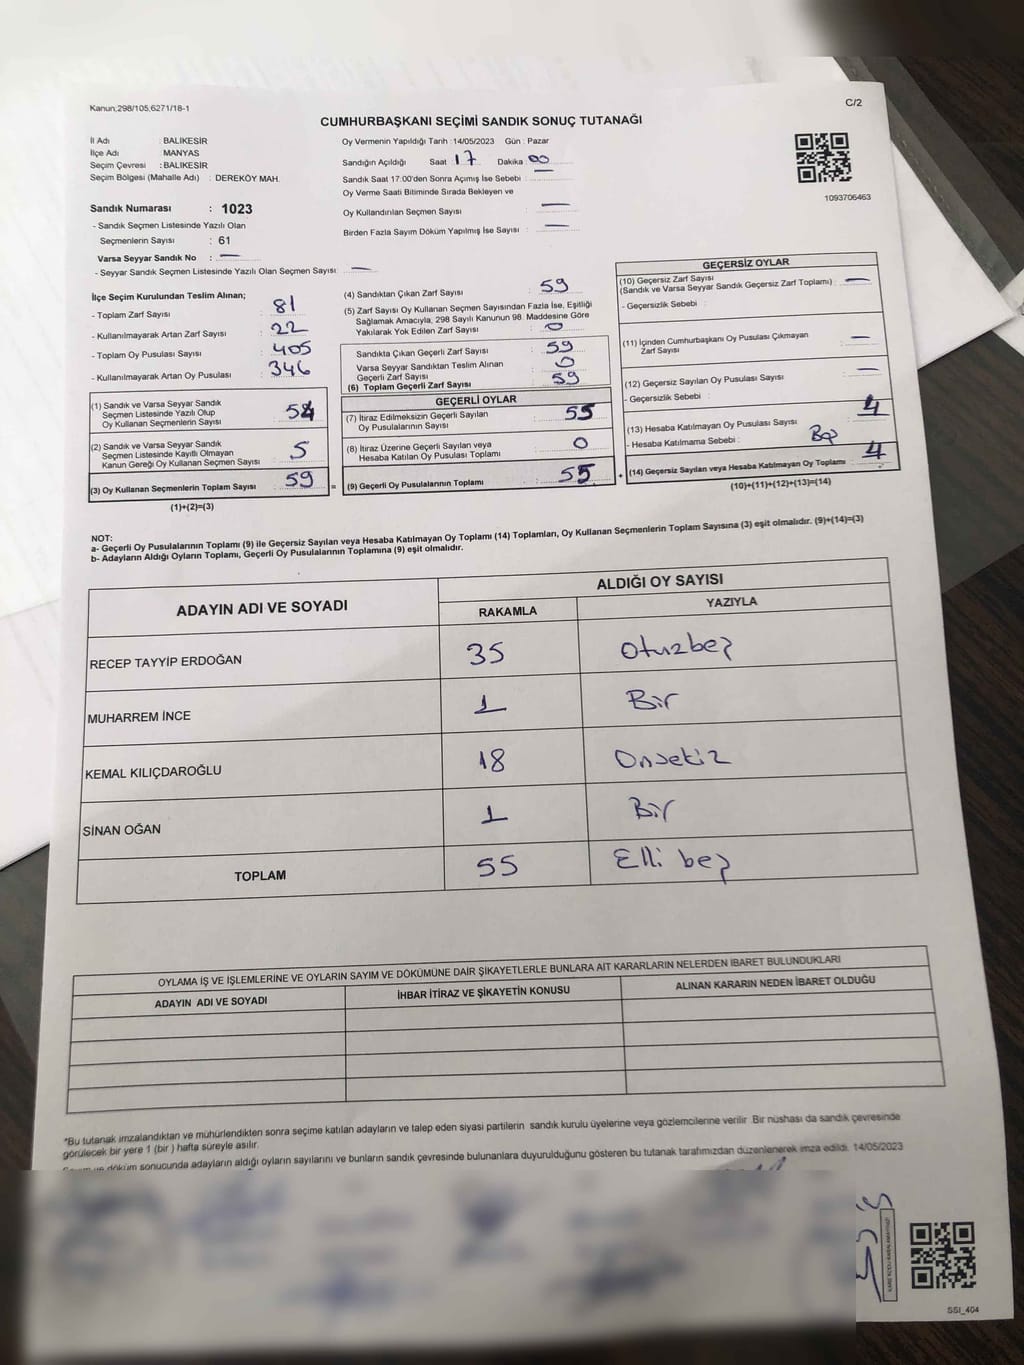 Kanun;298/105,6271/18-1
C/2
CUMHURBAŞKANI SEÇİMİ SANDIK SONUÇ TUTANAĞI
İl Adı : BALIKESİR
İlçe Adı : MANYAS
Seçim Çevresi : BALIKESİR
Seçim Bölgesi (Mahalle Adı) : DEREKÖY MAH.
Oy Vermenin Yapıldığı Tarih : 14/05/2023 Gün : Pazar
Sandığın Açıldığı Saat 17 Dakika 00
Sandık Saat 17:00'den Sonra Açımış İse Sebebi : —
Oy Verme Saati Bitiminde Sırada Bekleyen ve
Oy Kullandırılan Seçmen Sayısı —
Birden Fazla Sayım Döküm Yapılmış İse Sayısı : —
1093706463
Sandık Numarası : 1023
- Sandık Seçmen Listesinde Yazılı Olan
Seçmenlerin Sayısı : 61
Varsa Seyyar Sandık No : —
- Seyyar Sandık Seçmen Listesinde Yazılı Olan Seçmen Sayısı: —
İlçe Seçim Kurulundan Teslim Alınan;
- Toplam Zarf Sayısı : 81
- Kullanılmayarak Artan Zarf Sayısı : 22
- Toplam Oy Pusulası Sayısı : 405
- Kullanılmayarak Artan Oy Pusulası : 346
(1) Sandık ve Varsa Seyyar Sandık
Seçmen Listesinde Yazılı Olup
Oy Kullanan Seçmenlerin Sayısı : 54
(2) Sandık ve Varsa Seyyar Sandık
Seçmen Listesinde Kayıtlı Olmayan
Kanun Gereği Oy Kullanan Seçmen Sayısı : 5
(3) Oy Kullanan Seçmenlerin Toplam Sayısı : 59
(1)+(2)=(3)
(4) Sandıktan Çıkan Zarf Sayısı : 59
(5) Zarf Sayısı Oy Kullanan Seçmen Sayısından Fazla İse, Eşitliği
Sağlamak Amacıyla; 298 Sayılı Kanunun 98. Maddesine Göre
Yakılarak Yok Edilen Zarf Sayısı : 0
Sandıkta Çıkan Geçerli Zarf Sayısı : 59
Varsa Seyyar Sandıktan Teslim Alınan
Geçerli Zarf Sayısı : 0
(6) Toplam Geçerli Zarf Sayısı : 59
GEÇERLİ OYLAR
(7) İtiraz Edilmeksizin Geçerli Sayılan
Oy Pusulasının Sayısı : 55
(8) İtiraz Üzerine Geçerli Sayılan veya
Hesaba Katılan Oy Pusulası Toplamı : 0
= (9) Geçerli Oy Pusulalarının Toplamı : 55 +
GEÇERSİZ OYLAR
(10) Geçersiz Zarf Sayısı
(Sandık ve Varsa Seyyar Sandık Geçersiz Zarf Toplamı) : —
- Geçersizlik Sebebi :
(11) İçinden Cumhurbaşkanı Oy Pusulası Çıkmayan
Zarf Sayısı : —
(12) Geçersiz Sayılan Oy Pusulası Sayısı : —
- Geçersizlik Sebebi :
(13) Hesaba Katılmayan Oy Pusulası Sayısı : 4
- Hesaba Katılmama Sebebi : Boş
(14) Geçersiz Sayılan veya Hesaba Katılmayan Oy Toplamı : 4
(10)+(11)+(12)+(13)=(14)
NOT:
a- Geçerli Oy Pusulalarının Toplamı (9) ile Geçersiz Sayılan veya Hesaba Katılmayan Oy Toplamı (14) Toplamları, Oy Kullanan Seçmenlerin Toplam Sayısına (3) eşit olmalıdır. (9)+(14)=(3)
b- Adayların Aldığı Oyların Toplamı, Geçerli Oy Pusulalarının Toplamına (9) eşit olmalıdır.
ADAYIN ADI VE SOYADI
ALDIĞI OY SAYISI
RAKAMLA YAZIYLA
RECEP TAYYİP ERDOĞAN 35 Otuzbeş
MUHARREM İNCE 1 Bir
KEMAL KILIÇDAROĞLU 18 Onsekiz
SİNAN OĞAN 1 Bir
TOPLAM 55 Elli beş
OYLAMA İŞ VE İŞLEMLERİNE VE OYLARIN SAYIM VE DÖKÜMÜNE DAİR ŞİKAYETLERLE BUNLARA AİT KARARLARIN NELERDEN İBARET BULUNDUKLARI
ADAYIN ADI VE SOYADI İHBAR İTİRAZ VE ŞİKAYETİN KONUSU ALINAN KARARIN NEDEN İBARET OLDUĞU
*Bu tutanak imzalandıktan ve mühürlendikten sonra seçime katılan adayların ve talep eden siyasi partilerin sandık kurulu üyelerine veya gözlemcilerine verilir. Bir nüshası da sandık çevresinde
görülecek bir yere 1 (bir) hafta süreyle asılır.
döküm sonucunda adayların aldığı oyların sayılarını ve bunların sandık çevresinde bulunanlara duyurulduğunu gösteren bu tutanak tarafımızdan düzenlenerek imza edildi. 14/05/2023
SSI_404